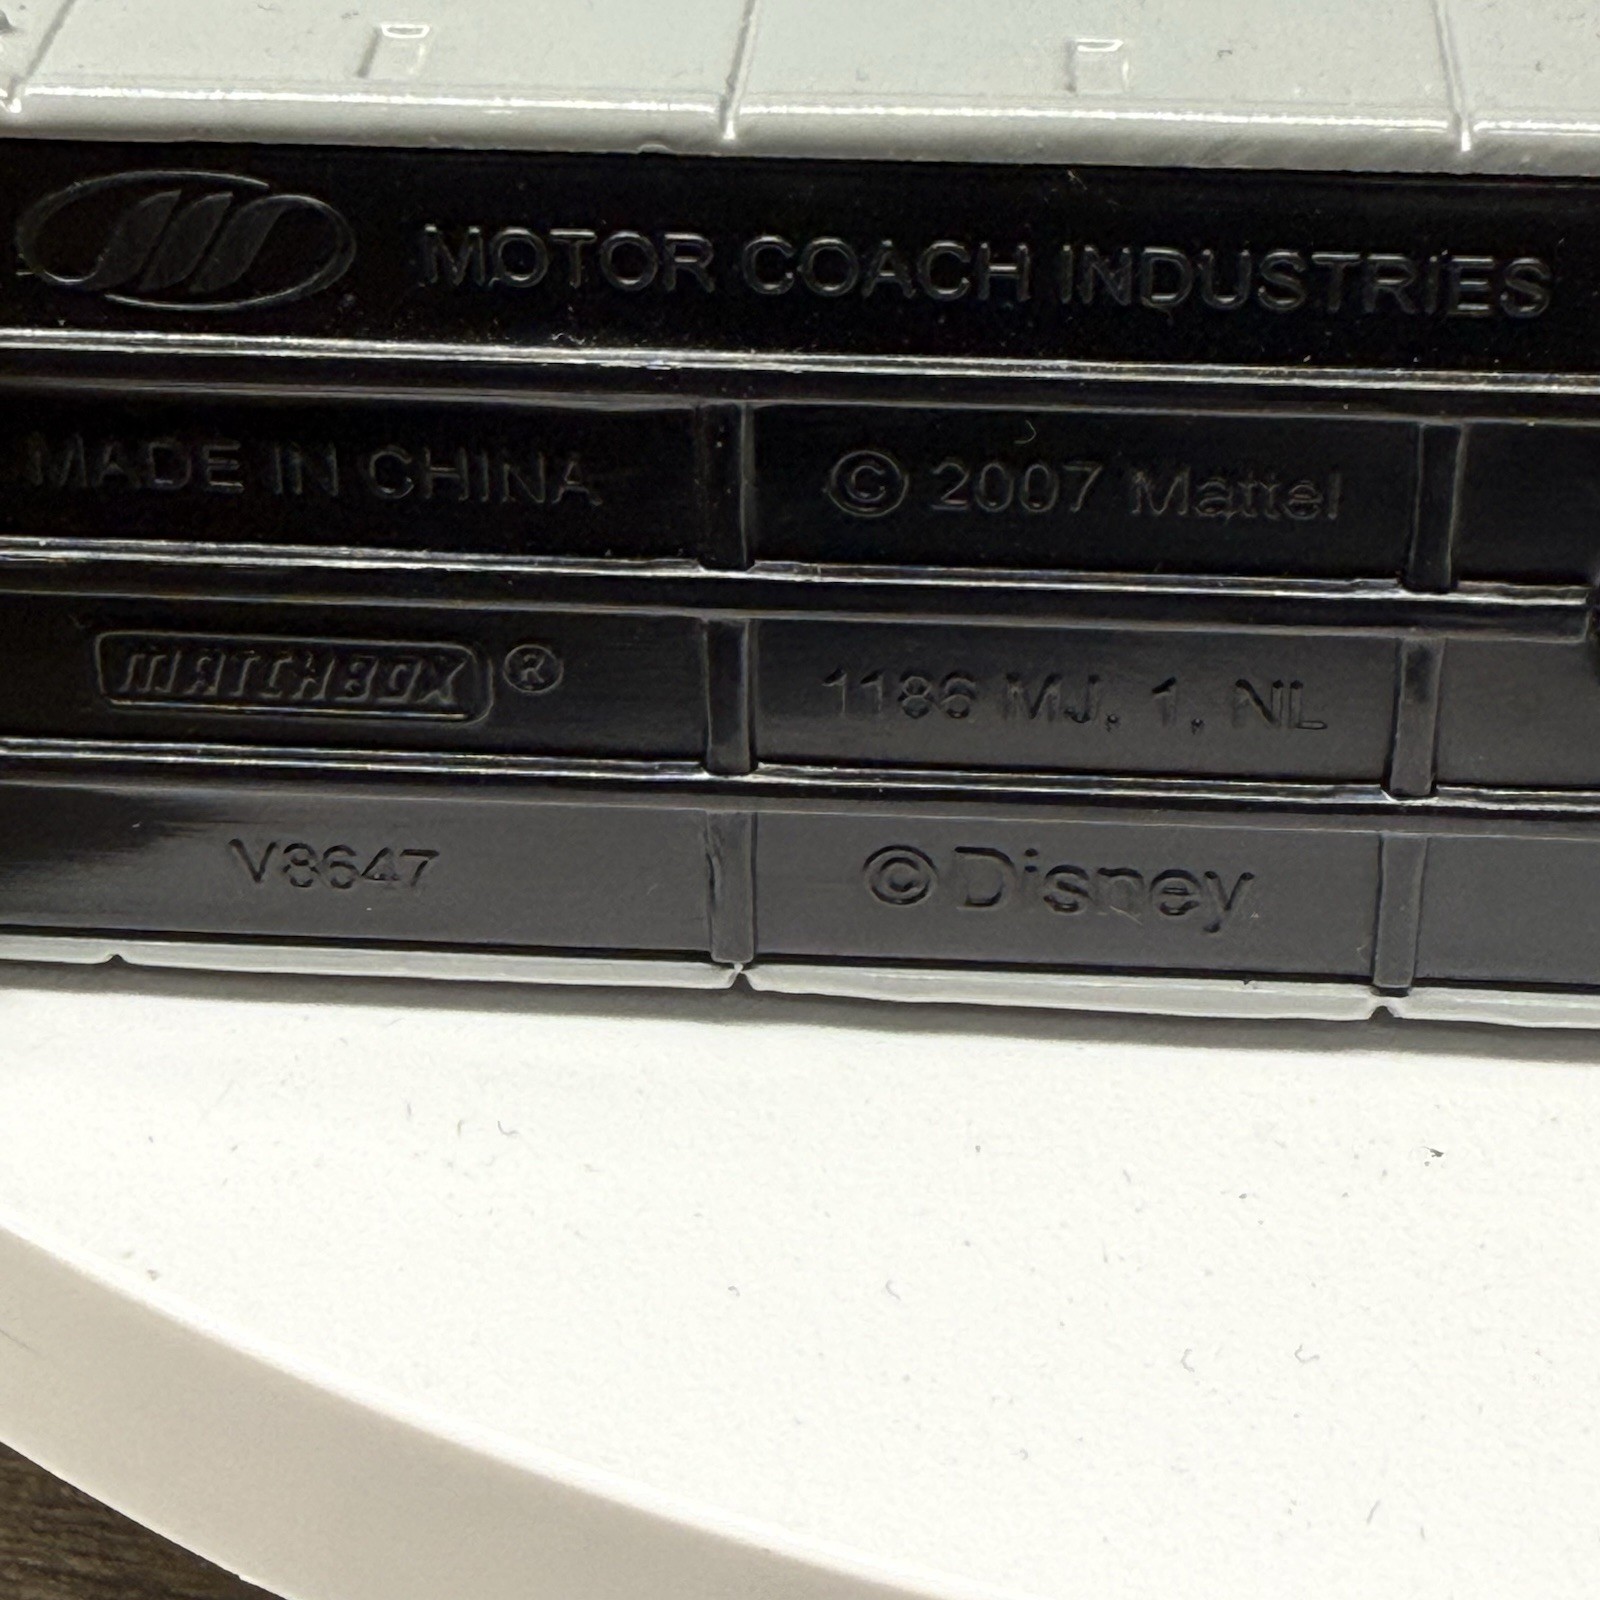 MOTOR COACH INDUSTRIES
MADE IN CHINA © 2007 Mattel
MATCHBOX ® 1186 MJ, 1, NL
V8647 ©Disney